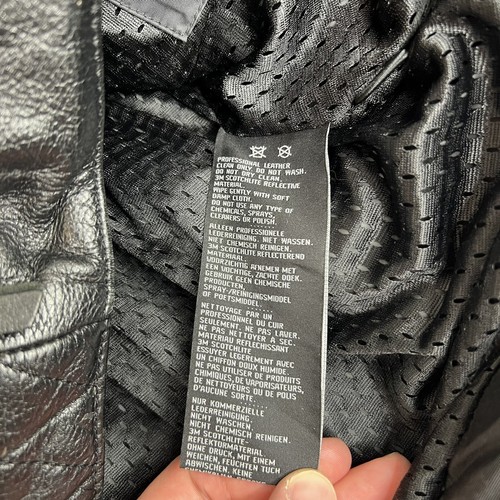 PROFESSIONAL LEATHER
CLEAN ONLY. DO NOT WASH.
DO NOT DRY CLEAN.
3M SCOTCHLITE REFLECTIVE
MATERIAL.
WIPE GENTLY WITH SOFT
DAMP CLOTH.
DO NOT USE ANY TYPE OF
CHEMICALS, SPRAYS,
CLEANERS OR POLISH.
ALLEEN PROFESSIONELE
LEDERREINIGING. NIET WASSEN.
NIET CHEMISCH REINIGEN.
3M SCOTCHLITE REFLECTEREND
MATERIAAL.
VOORZICHTIG AFNEMEN MET
EEN VOCHTIGE, ZACHTE DOEK.
GEBRUIK GEEN CHEMISCHE
PRODUCTEN,
SPRAY/REINIGINGSMIDDEL
OF POETSMIDDEL.
NETTOYAGE PAR UN
PROFESSIONNEL DU CUIR
SEULEMENT. NE PAS LAVER.
NE PAS NETTOYER A SEC.
MATERIAU REFLECHISSANT
3M SCOTCHLITE
ESSUYER LEGEREMENT AVEC
UN CHIFFON DOUX HUMIDE.
NE PAS UTILISER DE PRODUITS
CHIMIQUES, DE VAPORISATEURS,
DE NETTOYEURS OU DE POLIS
D'AUCUNE SORTE.
NUR KOMMERZIELLE
LEDERREINIGUNG
NICHT WASCHEN.
NICHT CHEMISCH REINIGEN.
3M SCOTCHLITE-
REFLEKTORMATERIAL
OHNE DRUCK, MIT EINEM
WEICHEN, FEUCHTEN TUCH
ABWISCHEN. KEINE